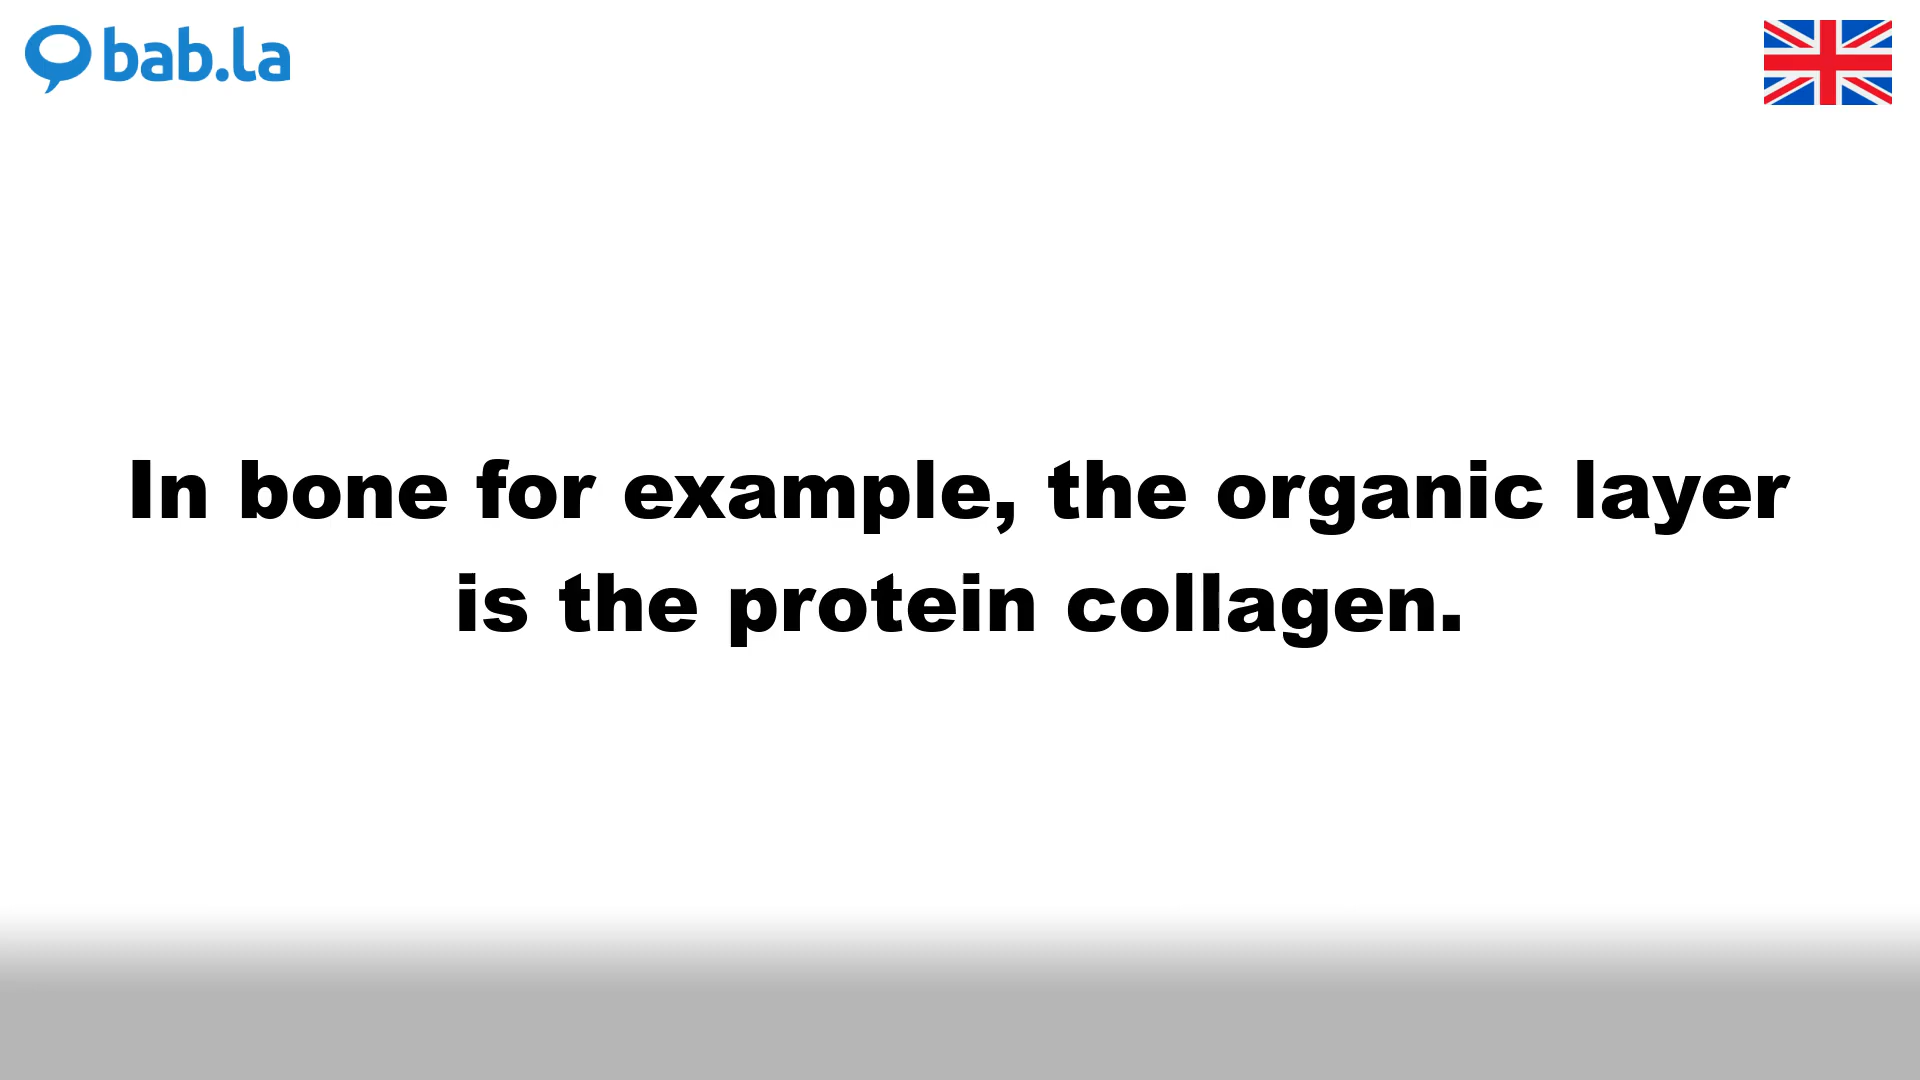 bab.la
In bone for example, the organic layer
is the protein collagen.